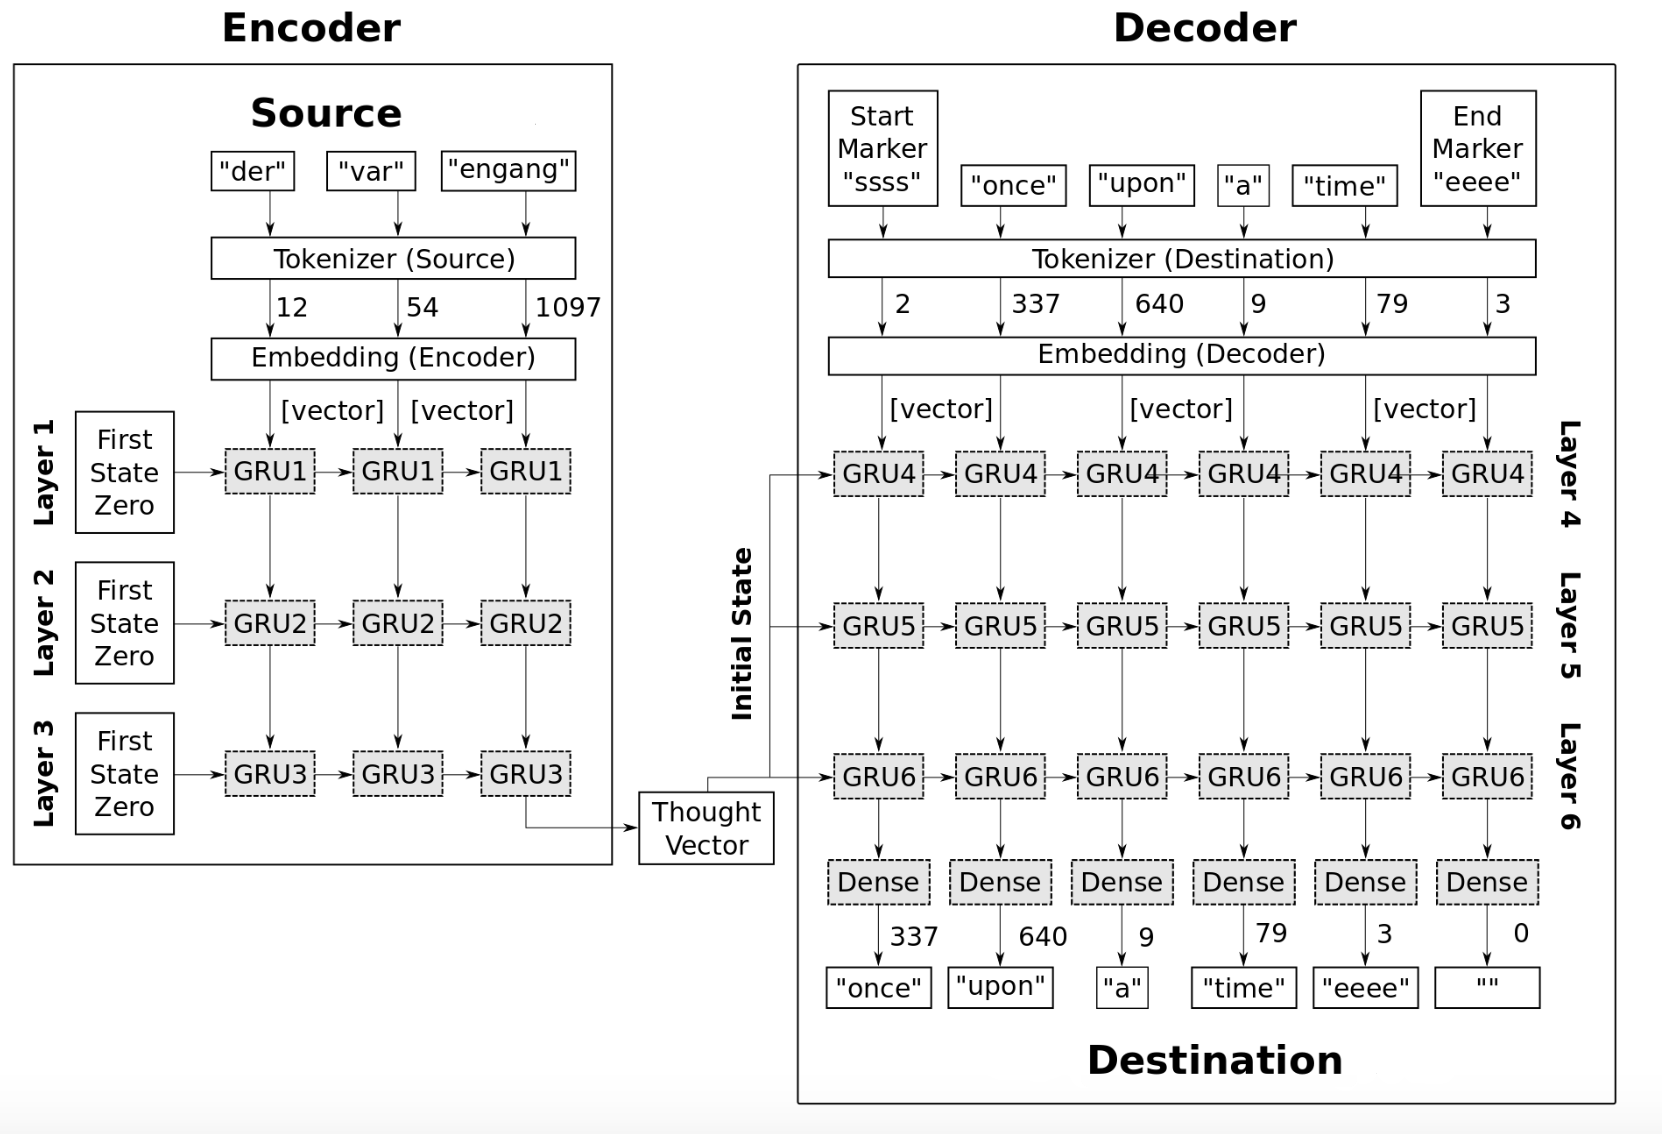 Encoder
Source
"der" "var" "engang"
Tokenizer (Source)
12 54 1097
Embedding (Encoder)
[vector] [vector]
Layer 1
First
State
Zero
GRU1 GRU1 GRU1
Layer 2
First
State
Zero
GRU2 GRU2 GRU2
Layer 3
First
State
Zero
GRU3 GRU3 GRU3
Thought
Vector
Initial State
Decoder
Start
Marker
"ssss"
"once" "upon" "a" "time"
End
Marker
"eeee"
Tokenizer (Destination)
2 337 640 9 79 3
Embedding (Decoder)
[vector] [vector] [vector]
GRU4 GRU4 GRU4 GRU4 GRU4 GRU4
Layer 4
GRU5 GRU5 GRU5 GRU5 GRU5 GRU5
Layer 5
GRU6 GRU6 GRU6 GRU6 GRU6 GRU6
Layer 6
Dense Dense Dense Dense Dense Dense
337 640 9 79 3 0
"once" "upon" "a" "time" "eeee" ""
Destination